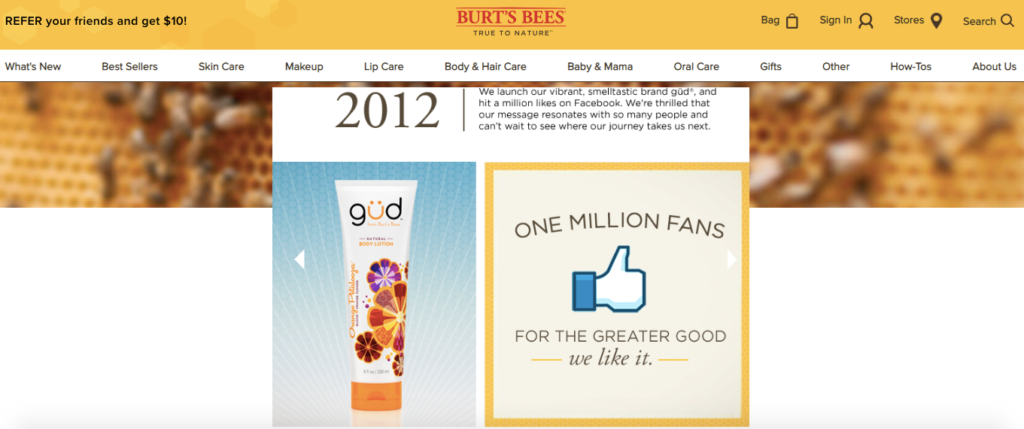 REFER your friends and get $10!
BURT'S BEES
TRUE TO NATURE™
Bag
Sign In
Stores
Search
What's New
Best Sellers
Skin Care
Makeup
Lip Care
Body & Hair Care
Baby & Mama
Oral Care
Gifts
Other
How-Tos
About Us
2012
We launch our vibrant, smelltastic brand güd®, and
hit a million likes on Facebook. We're thrilled that
our message resonates with so many people and
can't wait to see where our journey takes us next.
güd
from Burt's Bees
NATURAL
BODY LOTION
Orange Petalooza
ONE MILLION FANS
FOR THE GREATER GOOD
we like it.